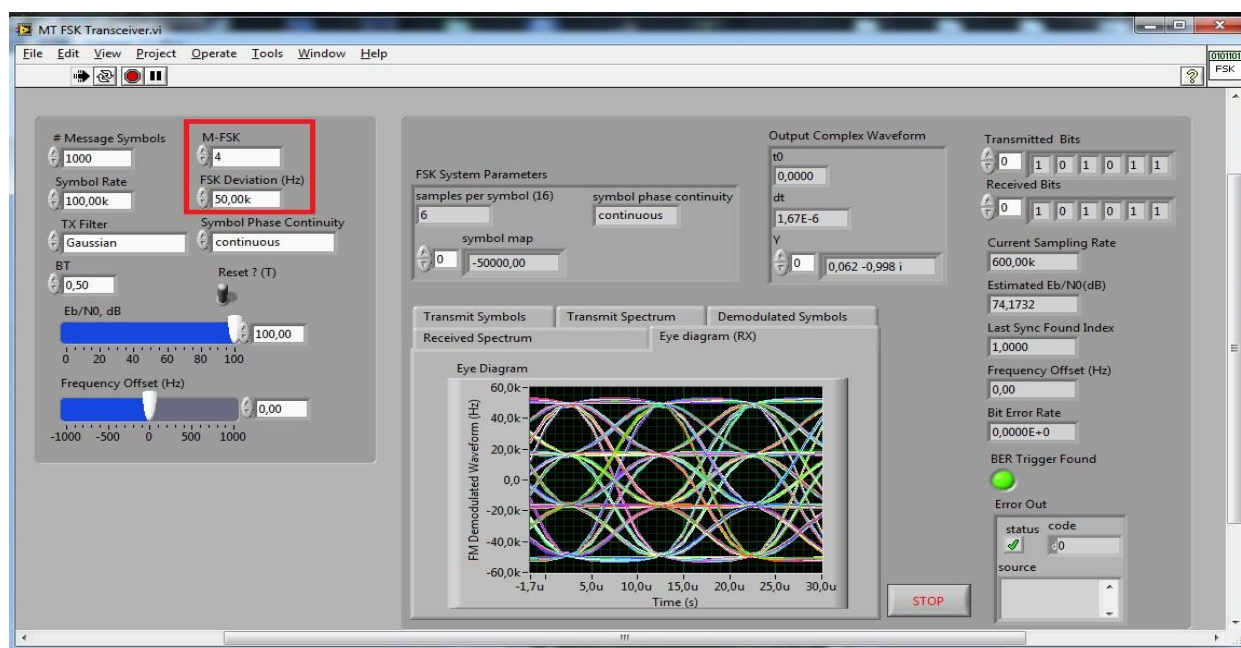 MT FSK Transceiver.vi
File Edit View Project Operate Tools Window Help
0101101
FSK
# Message Symbols
1000
M-FSK
4
Symbol Rate
100,00k
FSK Deviation (Hz)
50,00k
TX Filter
Gaussian
Symbol Phase Continuity
continuous
BT
0,50
Reset ? (T)
Eb/N0, dB
100,00
0 20 40 60 80 100
Frequency Offset (Hz)
0,00
-1000 -500 0 500 1000
FSK System Parameters
samples per symbol (16)
6
symbol phase continuity
continuous
symbol map
0 -50000,00
Output Complex Waveform
t0
0,0000
dt
1,67E-6
Y
0 0,062 -0,998 i
Transmit Symbols Transmit Spectrum Demodulated Symbols
Received Spectrum Eye diagram (RX)
Eye Diagram
FM Demodulated Waveform (Hz)
60,0k
40,0k
20,0k
0,0
-20,0k
-40,0k
-60,0k
-1,7u 5,0u 10,0u 15,0u 20,0u 25,0u 30,0u
Time (s)
STOP
Transmitted Bits
0 1 0 1 0 1 1
Received Bits
0 1 0 1 0 1 1
Current Sampling Rate
600,00k
Estimated Eb/N0(dB)
74,1732
Last Sync Found Index
1,0000
Frequency Offset (Hz)
0,00
Bit Error Rate
0,0000E+0
BER Trigger Found
Error Out
status code
0
source